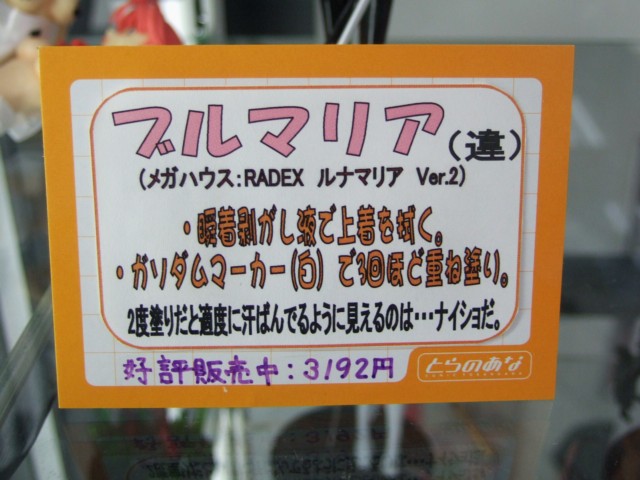 ブルマリア(違)
(メガハウス:RADEX ルナマリア Ver.2)
・瞬着剥がし液で上着を拭く。
・ガリダムマーカー(白)で3回ほど重ね塗り。
2度塗りだと適度に汗ばんでるように見えるのは…ナイショだ。
好評販売中:3192円
とらのあな